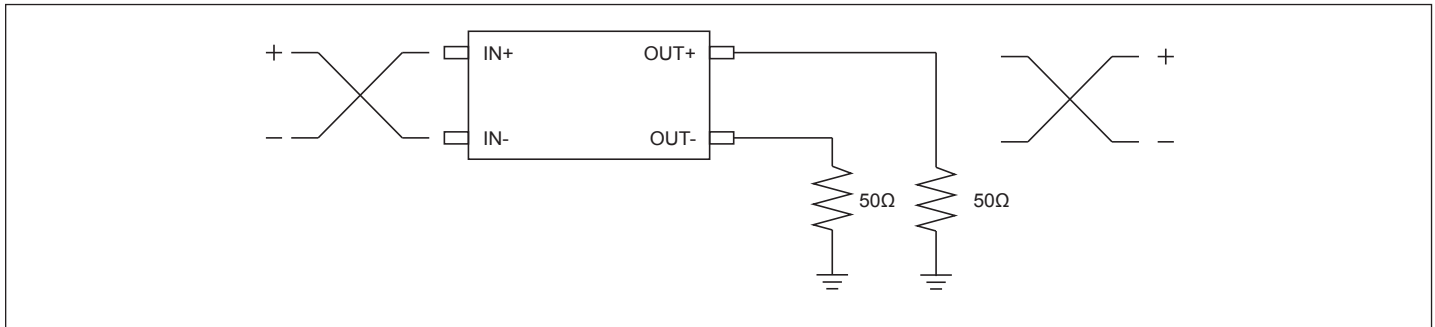 + IN+ OUT+ +
− IN- OUT- −
50Ω 50Ω